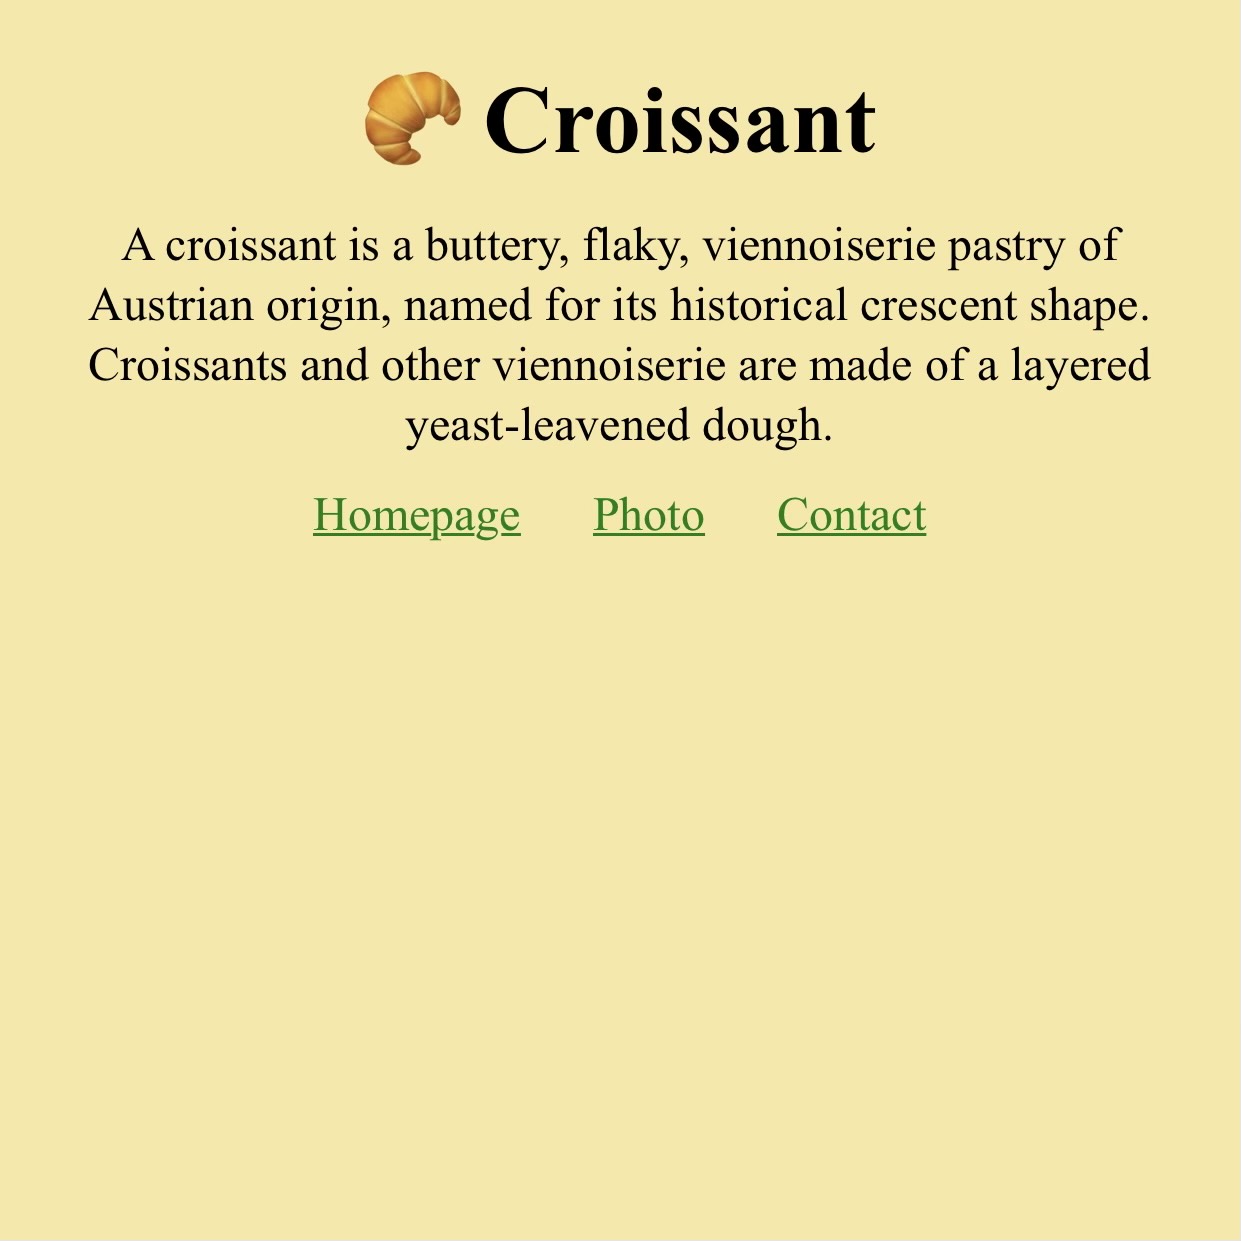 Croissant
A croissant is a buttery, flaky, viennoiserie pastry of
Austrian origin, named for its historical crescent shape.
Croissants and other viennoiserie are made of a layered
yeast-leavened dough.
Homepage Photo Contact